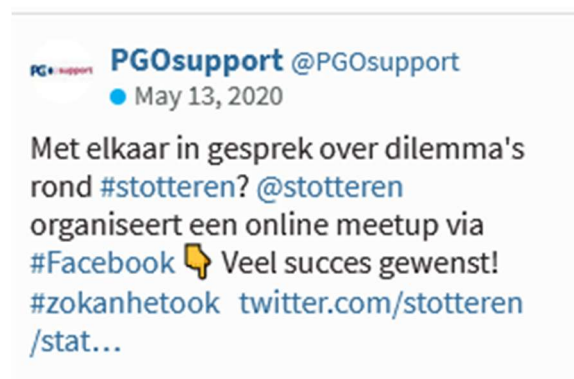 PGOsupport
PGOsupport @PGOsupport
May 13, 2020
Met elkaar in gesprek over dilemma's
rond #stotteren? @stotteren
organiseert een online meetup via
#Facebook 👇 Veel succes gewenst!
#zokanhetook twitter.com/stotteren
/stat…